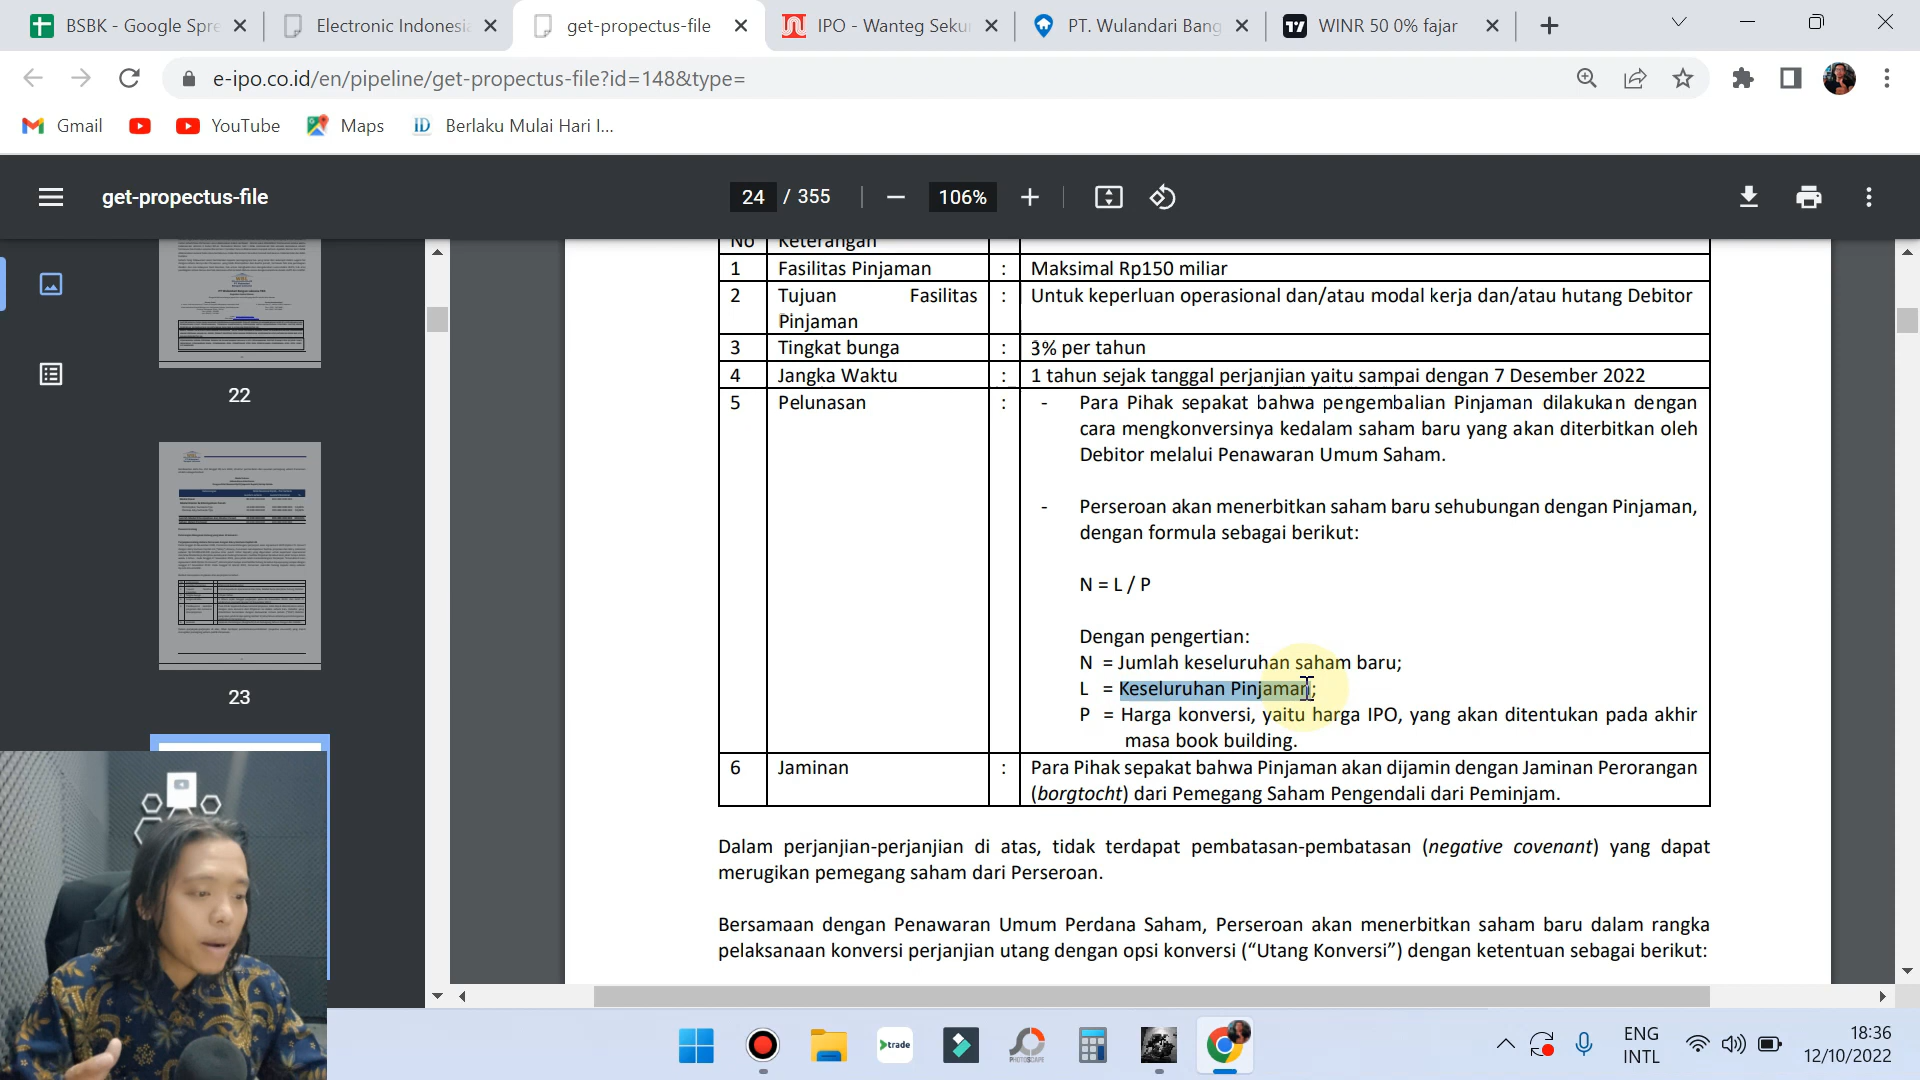 BSBK - Google Spre
Electronic Indonesia
get-propectus-file
IPO - Wanteg Seku
PT. Wulandari Bang
WINR 50 0% fajar
e-ipo.co.id/en/pipeline/get-propectus-file?id=148&type=
Gmail
YouTube
Maps
ID Berlaku Mulai Hari I...
get-propectus-file
24 / 355
106%
No Keterangan
1 Fasilitas Pinjaman : Maksimal Rp150 miliar
2 Tujuan Fasilitas : Untuk keperluan operasional dan/atau modal kerja dan/atau hutang Debitor
Pinjaman
3 Tingkat bunga : 3% per tahun
4 Jangka Waktu : 1 tahun sejak tanggal perjanjian yaitu sampai dengan 7 Desember 2022
5 Pelunasan : - Para Pihak sepakat bahwa pengembalian Pinjaman dilakukan dengan
cara mengkonversinya kedalam saham baru yang akan diterbitkan oleh
Debitor melalui Penawaran Umum Saham.
- Perseroan akan menerbitkan saham baru sehubungan dengan Pinjaman,
dengan formula sebagai berikut:
N = L / P
Dengan pengertian:
N = Jumlah keseluruhan saham baru;
L = Keseluruhan Pinjaman;
P = Harga konversi, yaitu harga IPO, yang akan ditentukan pada akhir
masa book building.
6 Jaminan : Para Pihak sepakat bahwa Pinjaman akan dijamin dengan Jaminan Perorangan
(borgtocht) dari Pemegang Saham Pengendali dari Peminjam.
Dalam perjanjian-perjanjian di atas, tidak terdapat pembatasan-pembatasan (negative covenant) yang dapat
merugikan pemegang saham dari Perseroan.
Bersamaan dengan Penawaran Umum Perdana Saham, Perseroan akan menerbitkan saham baru dalam rangka
pelaksanaan konversi perjanjian utang dengan opsi konversi (“Utang Konversi”) dengan ketentuan sebagai berikut:
22
23
trade
PHOTOSCAPE
ENG
INTL
18:36
12/10/2022